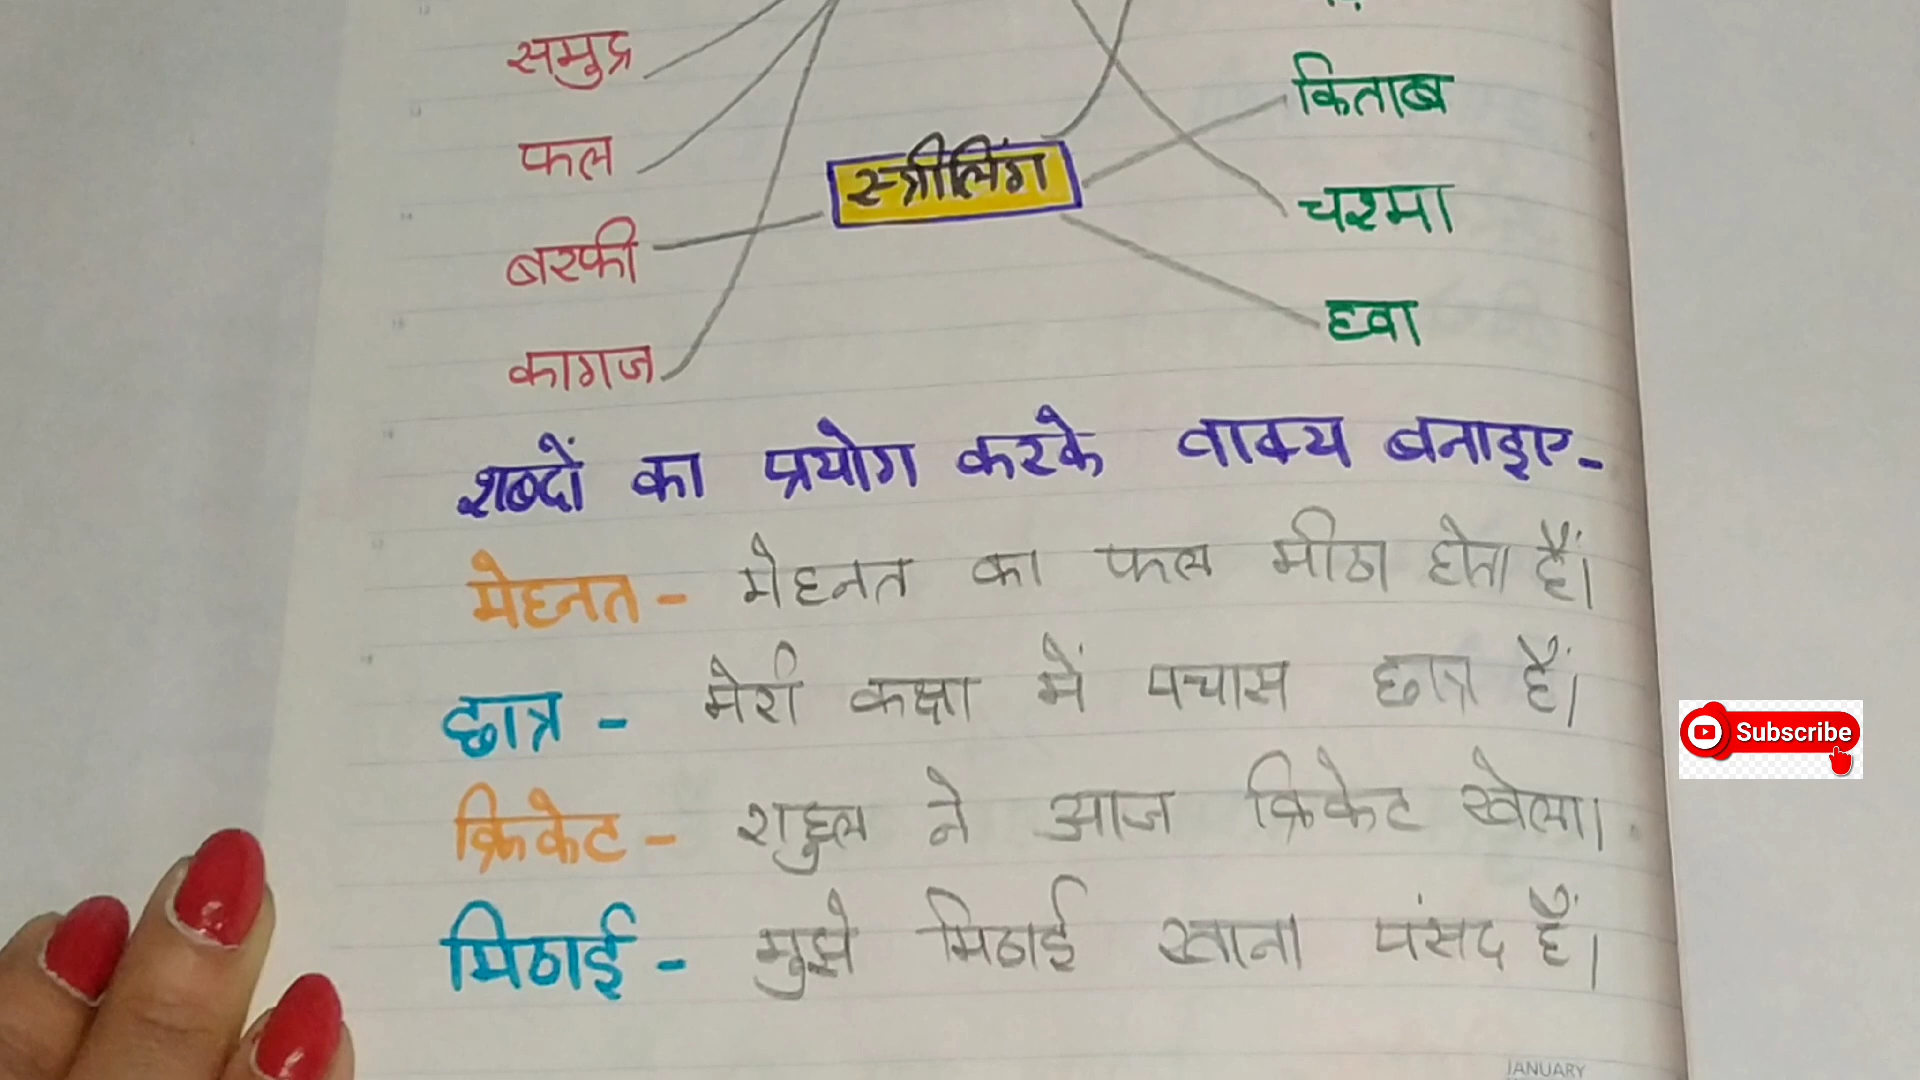 समुद्र
फल
बरफी
कागज
स्त्रीलिंग
किताब
चश्मा
हवा
शब्दों का प्रयोग करके वाक्य बनाइए-
मेहनत - मेहनत का फल मीठा होता हैं।
छात्र - मेरी कक्षा में पचास छात्र हैं।
क्रिकेट - राहुल ने आज क्रिकेट खेला।
मिठाई - मुझे मिठाई खाना पंसद हैं।
Subscribe
JANUARY